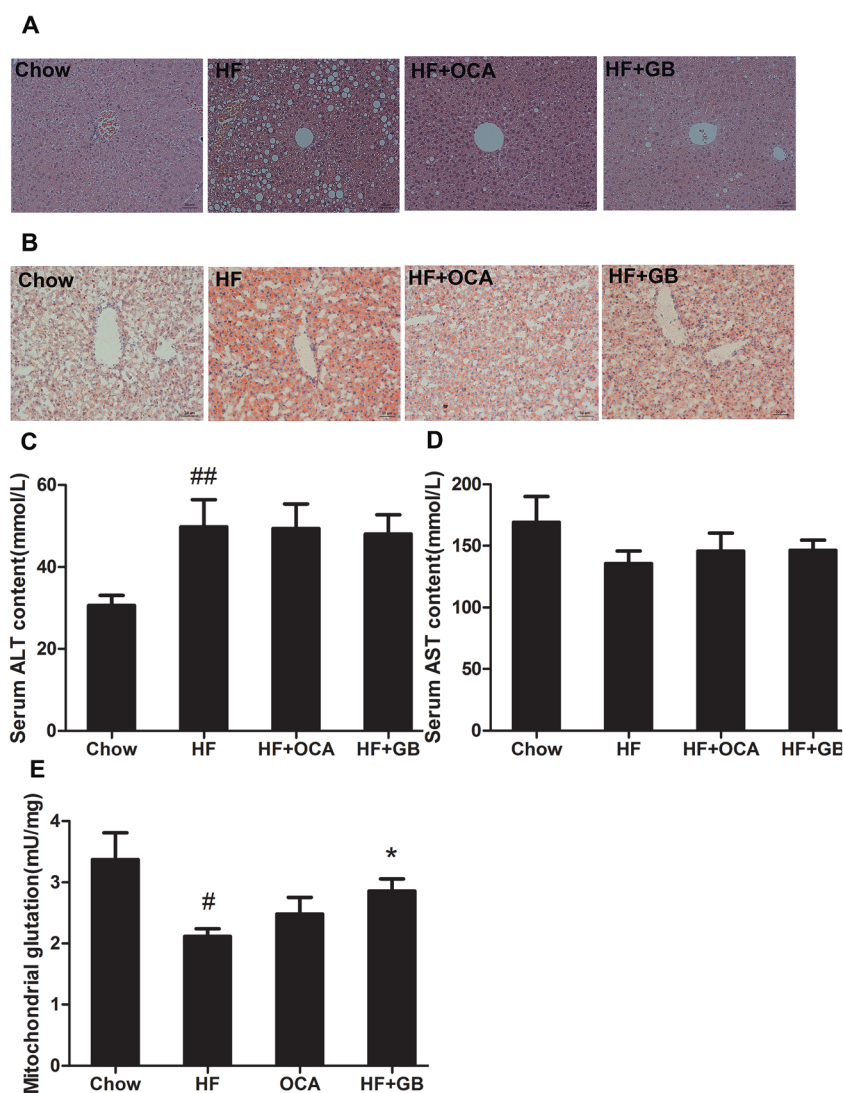 A
Chow
HF
HF+OCA
HF+GB
B
Chow
HF
HF+OCA
HF+GB
C
Serum ALT content(mmol/L)
60
40
20
0
##
Chow
HF
HF+OCA
HF+GB
D
Serum AST content(mmol/L)
200
150
100
50
0
Chow
HF
HF+OCA
HF+GB
E
Mitochondrial glutation(mU/mg)
4
3
2
1
0
#
*
Chow
HF
OCA
HF+GB